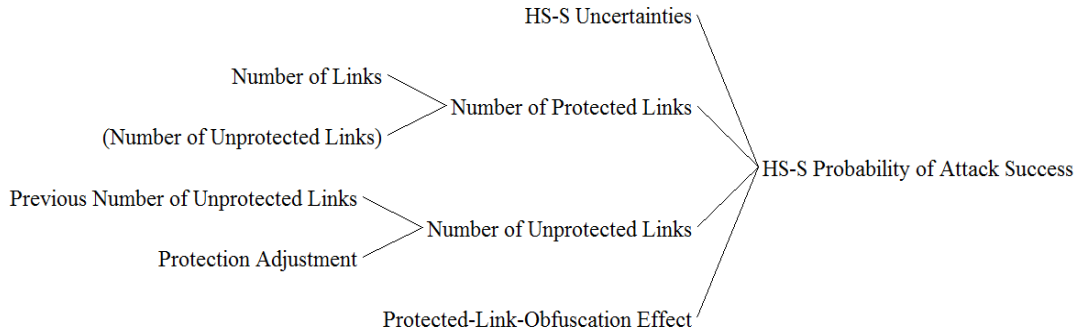 HS-S Uncertainties
Number of Links
Number of Protected Links
(Number of Unprotected Links)
HS-S Probability of Attack Success
Previous Number of Unprotected Links
Number of Unprotected Links
Protection Adjustment
Protected-Link-Obfuscation Effect